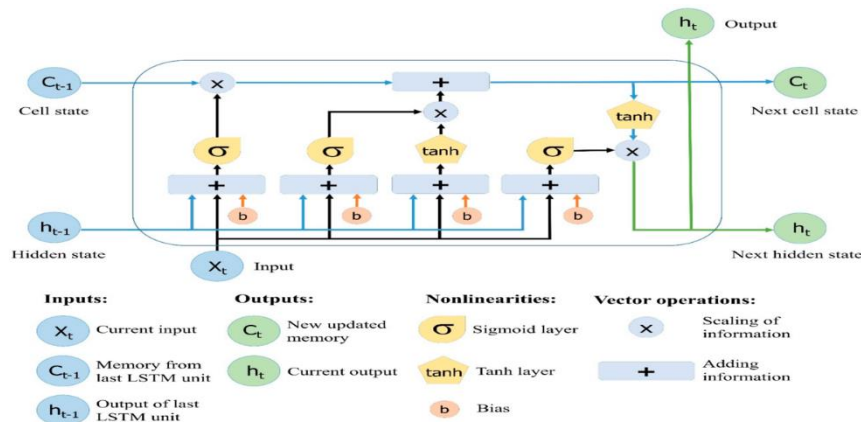 hₜ Output
Cₜ₋₁ × + Cₜ
Cell state Next cell state
tanh
×
σ σ tanh σ ×
+ + + +
b b b b
hₜ₋₁ hₜ
Hidden state Next hidden state
Xₜ Input
Inputs: Outputs: Nonlinearities: Vector operations:
Xₜ Current input
Cₜ₋₁ Memory from
last LSTM unit
hₜ₋₁ Output of last
LSTM unit
Cₜ New updated
memory
hₜ Current output
σ Sigmoid layer
tanh Tanh layer
b Bias
× Scaling of
information
+ Adding
information